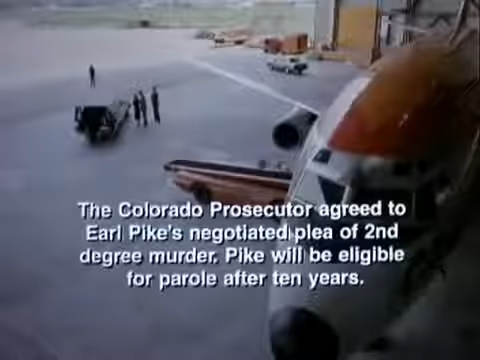 The Colorado Prosecutor agreed to
Earl Pike's negotiated plea of 2nd
degree murder. Pike will be eligible
for parole after ten years.